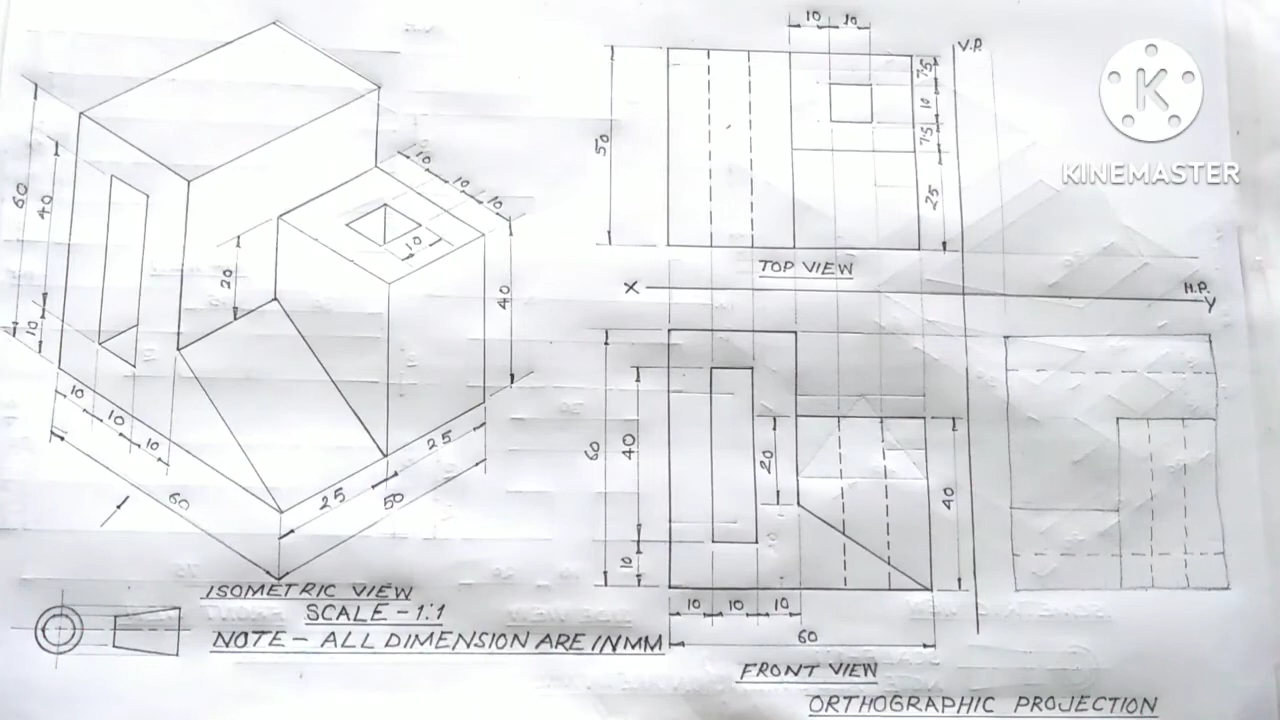 10 10
V.P.
7.5
10
7.5
25
50
TOP VIEW
X
H.P.
Y
60
40
10
20
10
10
10
40
10
10
10
60
25
50
25
ISOMETRIC VIEW
SCALE - 1:1
NOTE - ALL DIMENSION ARE IN MM
60
40
10
20
40
10 10 10
60
FRONT VIEW
ORTHOGRAPHIC PROJECTION
K
KINEMASTER